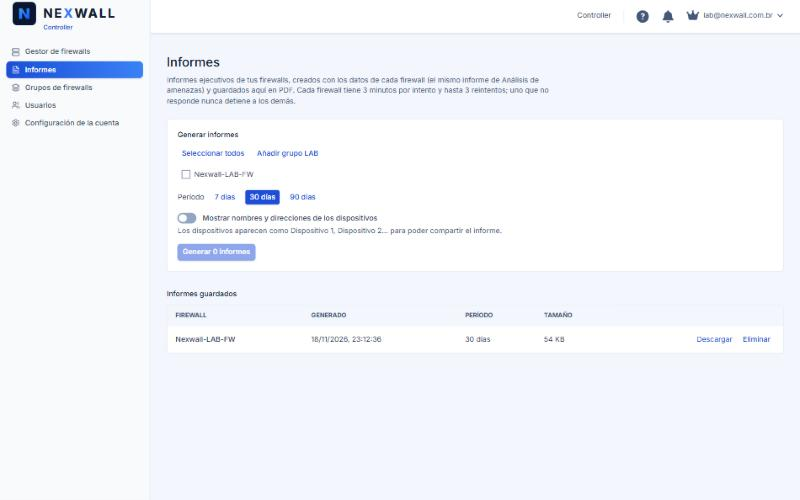 NEXWALL
Controller
Controller
lab@nexwall.com.br
Gestor de firewalls
Informes
Grupos de firewalls
Usuarios
Configuración de la cuenta
Informes
Informes ejecutivos de tus firewalls, creados con los datos de cada firewall (el mismo informe de Análisis de
amenazas) y guardados aquí en PDF. Cada firewall tiene 3 minutos por intento y hasta 3 reintentos; uno que no
responde nunca detiene a los demás.
Generar informes
Seleccionar todos Añadir grupo LAB
Nexwall-LAB-FW
Período 7 días 30 días 90 días
Mostrar nombres y direcciones de los dispositivos
Los dispositivos aparecen como Dispositivo 1, Dispositivo 2... para poder compartir el informe.
Generar 0 informes
Informes guardados
FIREWALL GENERADO PERÍODO TAMAÑO
Nexwall-LAB-FW 18/11/2026, 23:12:36 30 días 54 KB Descargar Eliminar